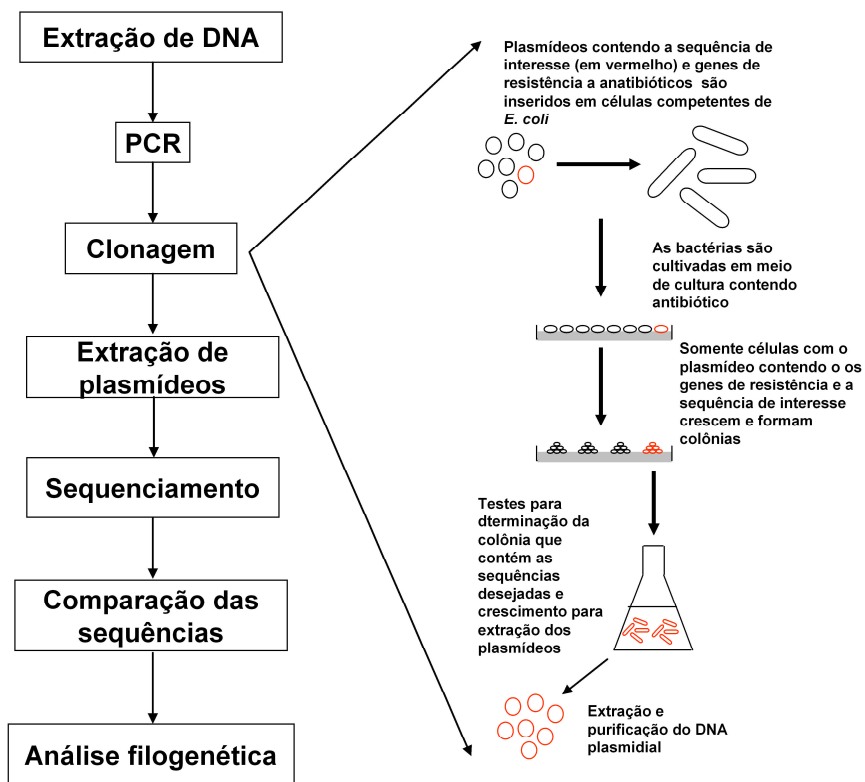 Extração de DNA
PCR
Clonagem
Extração de
plasmídeos
Sequenciamento
Comparação das
sequências
Análise filogenética
Plasmídeos contendo a sequência de
interesse (em vermelho) e genes de
resistência a anatibióticos são
inseridos em células competentes de
E. coli
As bactérias são
cultivadas em meio
de cultura contendo
antibiótico
Somente células com o
plasmídeo contendo o os
genes de resistência e a
sequência de interesse
crescem e formam
colônias
Testes para
dterminação da
colônia que
contém as
sequências
desejadas e
crescimento para
extração dos
plasmídeos
Extração e
purificação do DNA
plasmidial